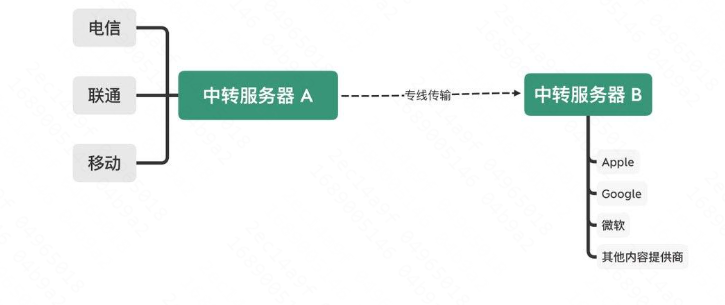 电信
联通
移动
中转服务器 A
专线传输
中转服务器 B
Apple
Google
微软
其他内容提供商